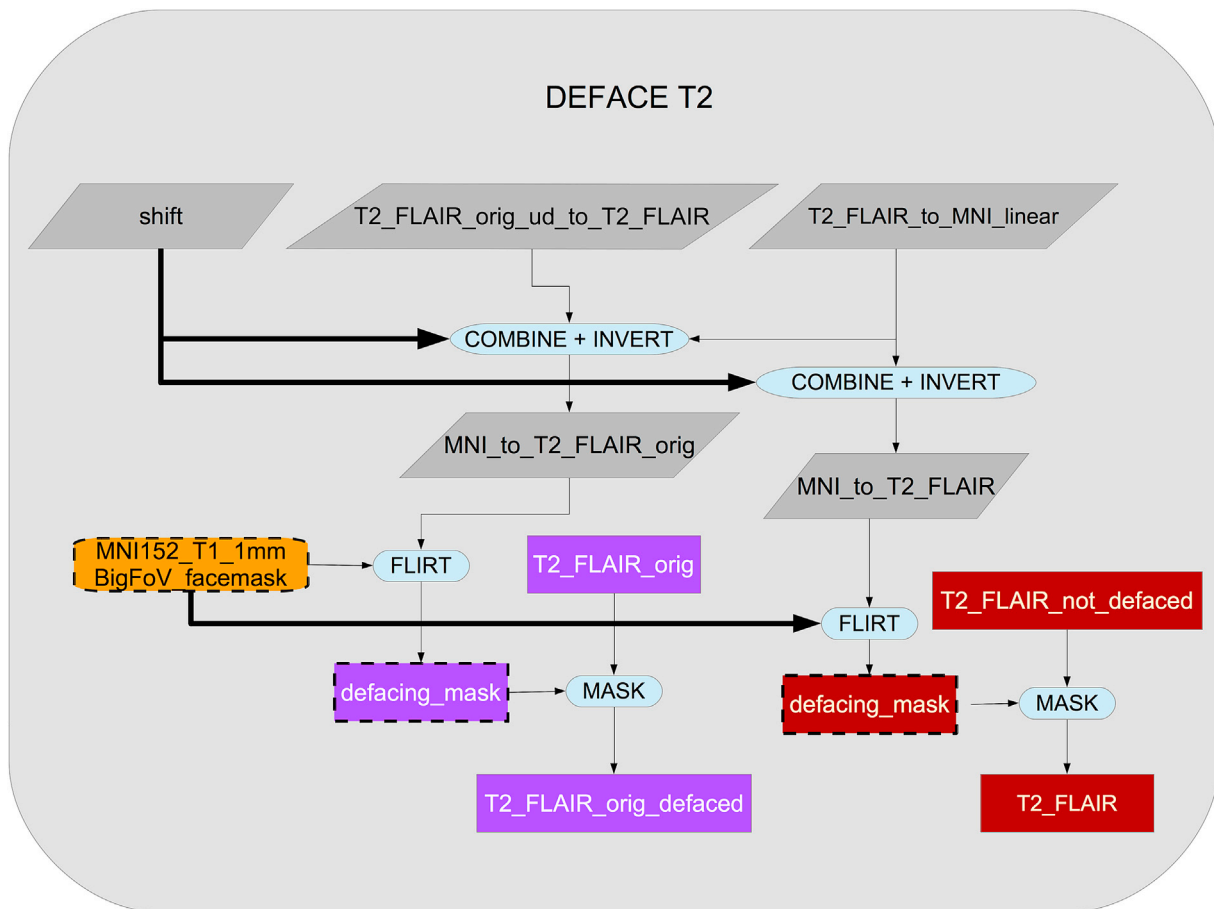 DEFACE T2
shift
T2_FLAIR_orig_ud_to_T2_FLAIR
T2_FLAIR_to_MNI_linear
COMBINE + INVERT
COMBINE + INVERT
MNI_to_T2_FLAIR_orig
MNI_to_T2_FLAIR
MNI152_T1_1mm
BigFoV_facemask
FLIRT
T2_FLAIR_orig
T2_FLAIR_not_defaced
FLIRT
defacing_mask
MASK
defacing_mask
MASK
T2_FLAIR_orig_defaced
T2_FLAIR